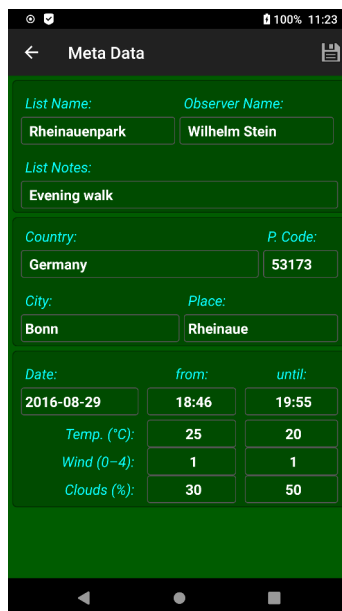 100% 11:23
Meta Data
List Name: Observer Name:
Rheinauenpark Wilhelm Stein
List Notes:
Evening walk
Country: P. Code:
Germany 53173
City: Place:
Bonn Rheinaue
Date: from: until:
2016-08-29 18:46 19:55
Temp. (°C): 25 20
Wind (0–4): 1 1
Clouds (%): 30 50